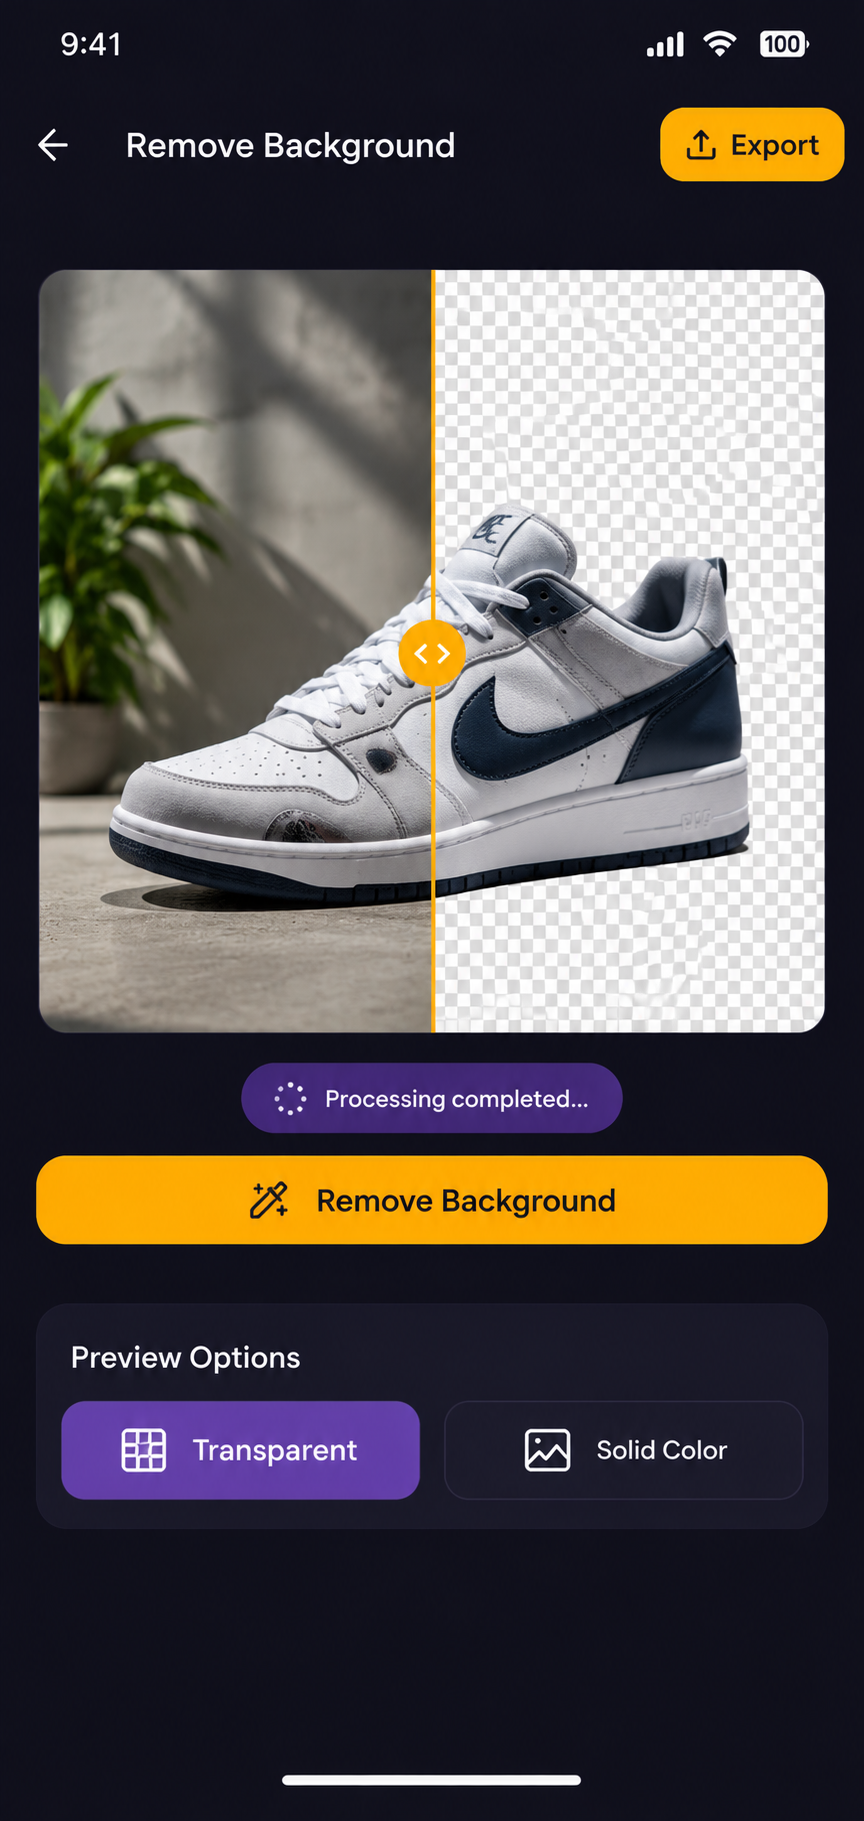 9:41
100
Remove Background
Export
Processing completed...
Remove Background
Preview Options
Transparent
Solid Color